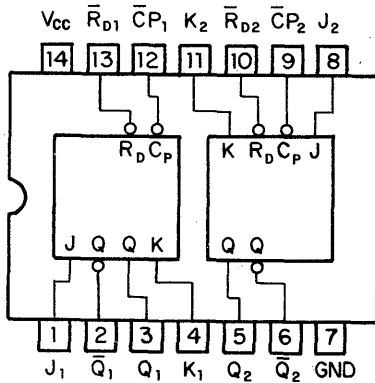 Vcc R̅D1 C̅P1 K2 R̅D2 C̅P2 J2
14 13 12 11 10 9 8
RD CP K RD CP J
J Q Q K Q Q
1 2 3 4 5 6 7
J1 Q̅1 Q1 K1 Q2 Q̅2 GND